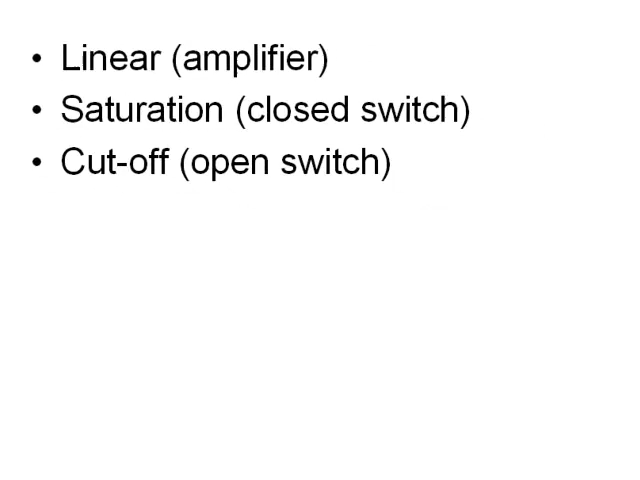 • Linear (amplifier)
• Saturation (closed switch)
• Cut-off (open switch)